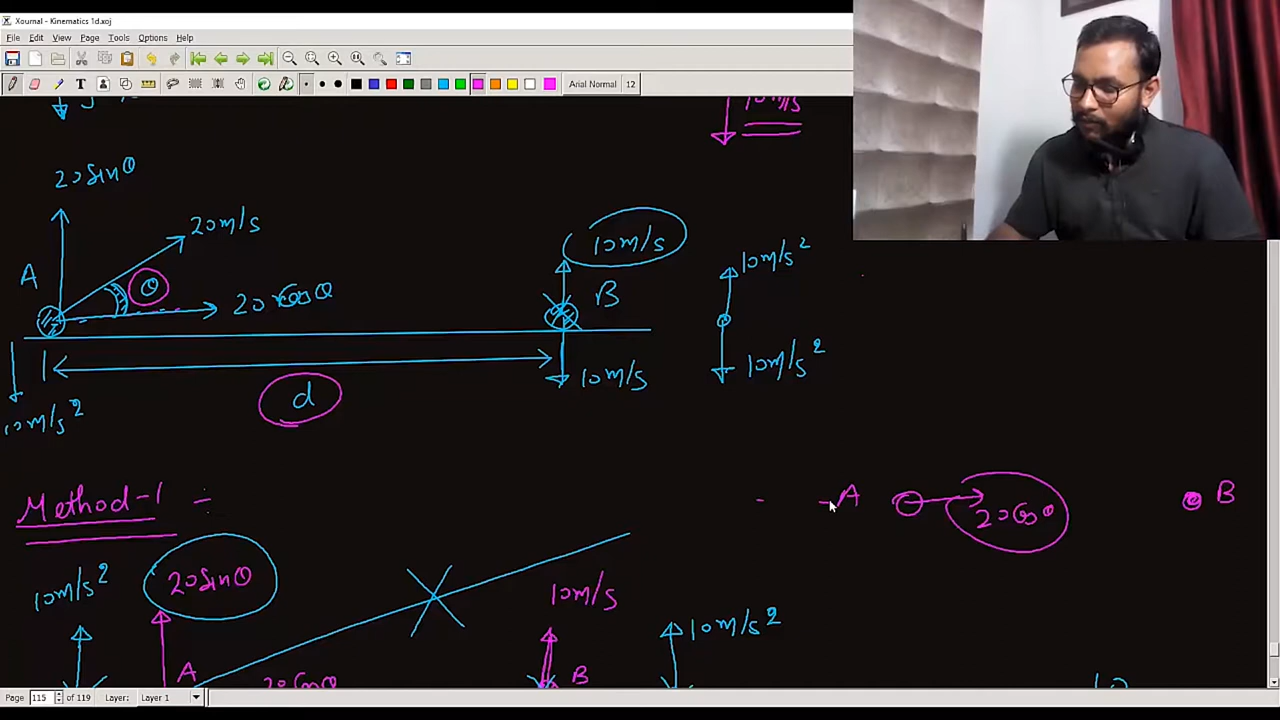 Xournal - Kinematics 1d.xoj
File Edit View Page Tools Options Help
Arial Normal 12
10m/s
20sinθ
20m/s
10m/s
10m/s²
A
θ
20cosθ
B
d
10m/s
10m/s²
10m/s²
Method-1 :-
A
20cosθ
B
10m/s²
20sinθ
10m/s
10m/s²
A
B
20cosθ
Page 115 of 119 Layer: Layer 1